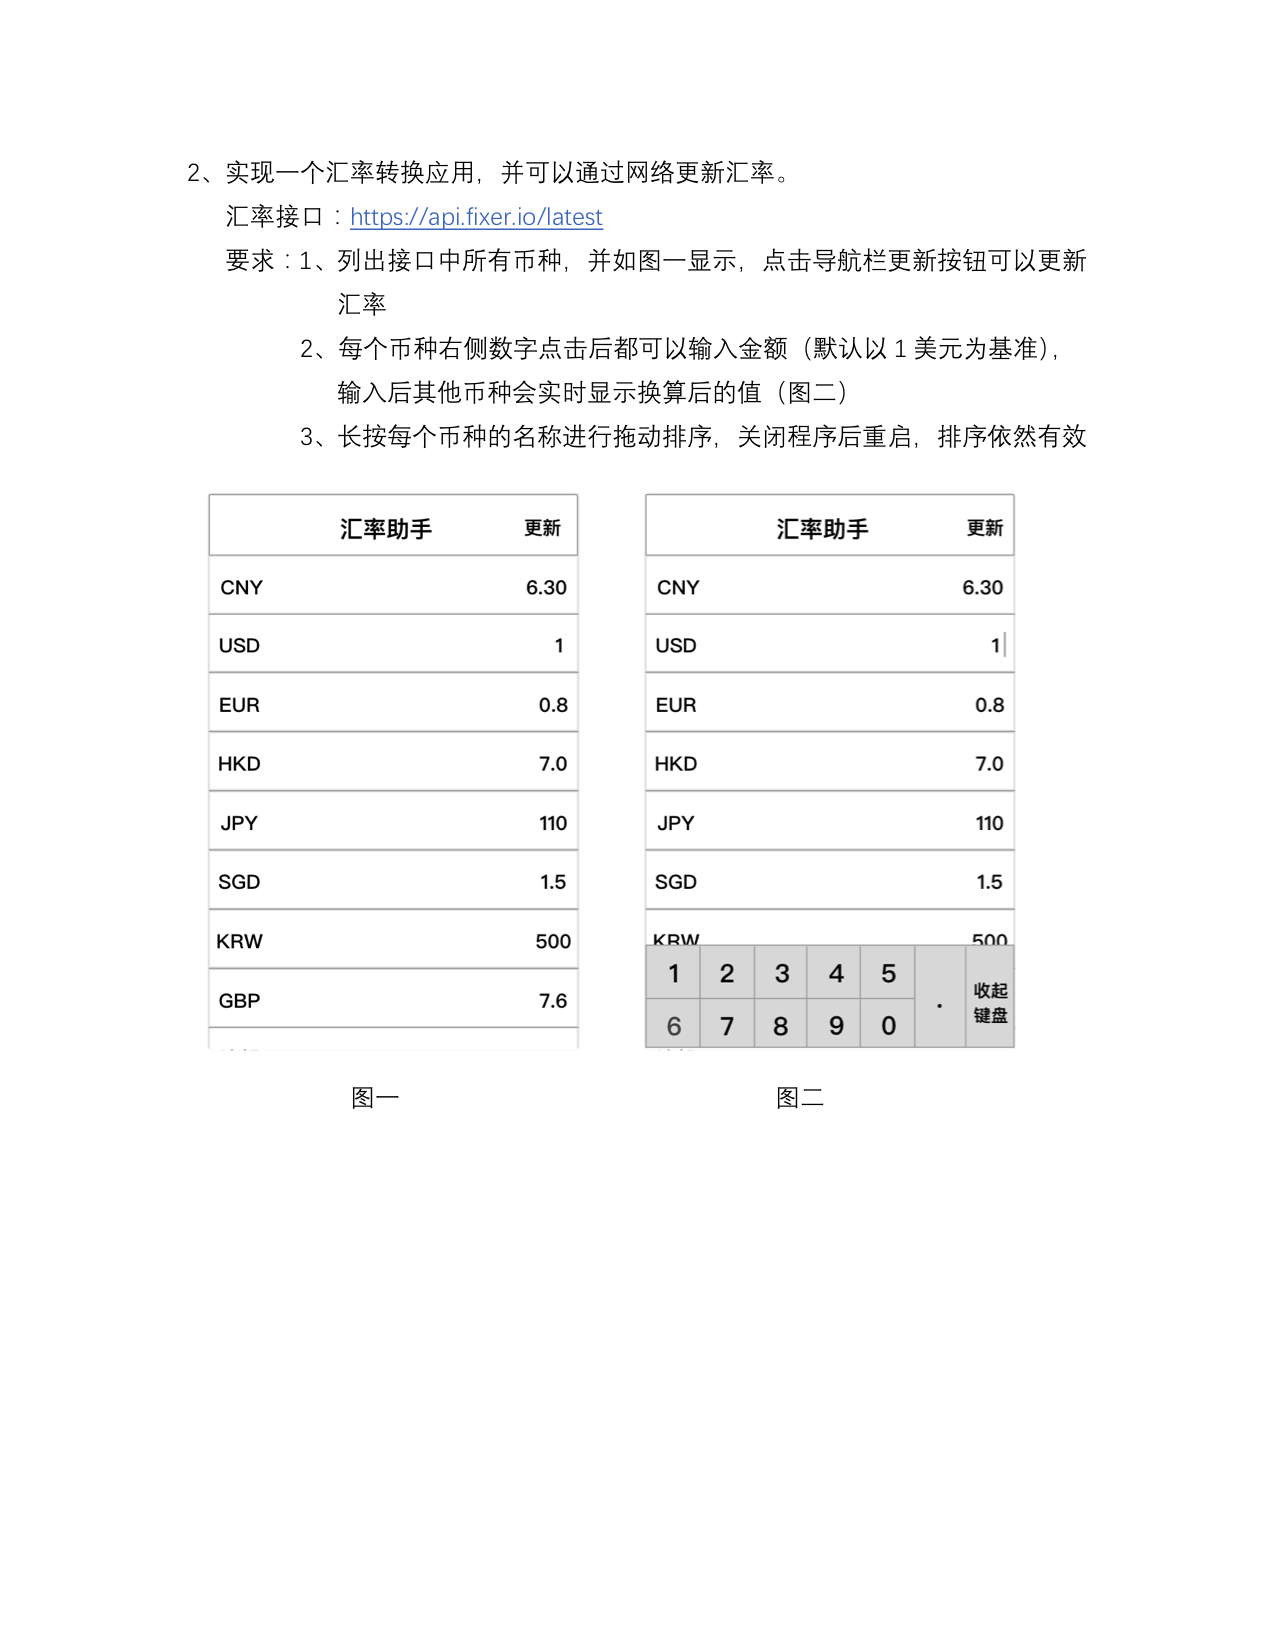 2、实现一个汇率转换应用，并可以通过网络更新汇率。
汇率接口：https://api.fixer.io/latest
要求：1、列出接口中所有币种，并如图一显示，点击导航栏更新按钮可以更新
汇率
2、每个币种右侧数字点击后都可以输入金额（默认以 1 美元为基准），
输入后其他币种会实时显示换算后的值（图二）
3、长按每个币种的名称进行拖动排序，关闭程序后重启，排序依然有效
汇率助手 更新
CNY 6.30
USD 1
EUR 0.8
HKD 7.0
JPY 110
SGD 1.5
KRW 500
GBP 7.6
汇率助手 更新
CNY 6.30
USD 1
EUR 0.8
HKD 7.0
JPY 110
SGD 1.5
KRW 500
1 2 3 4 5
6 7 8 9 0
.
收起
键盘
图一 图二